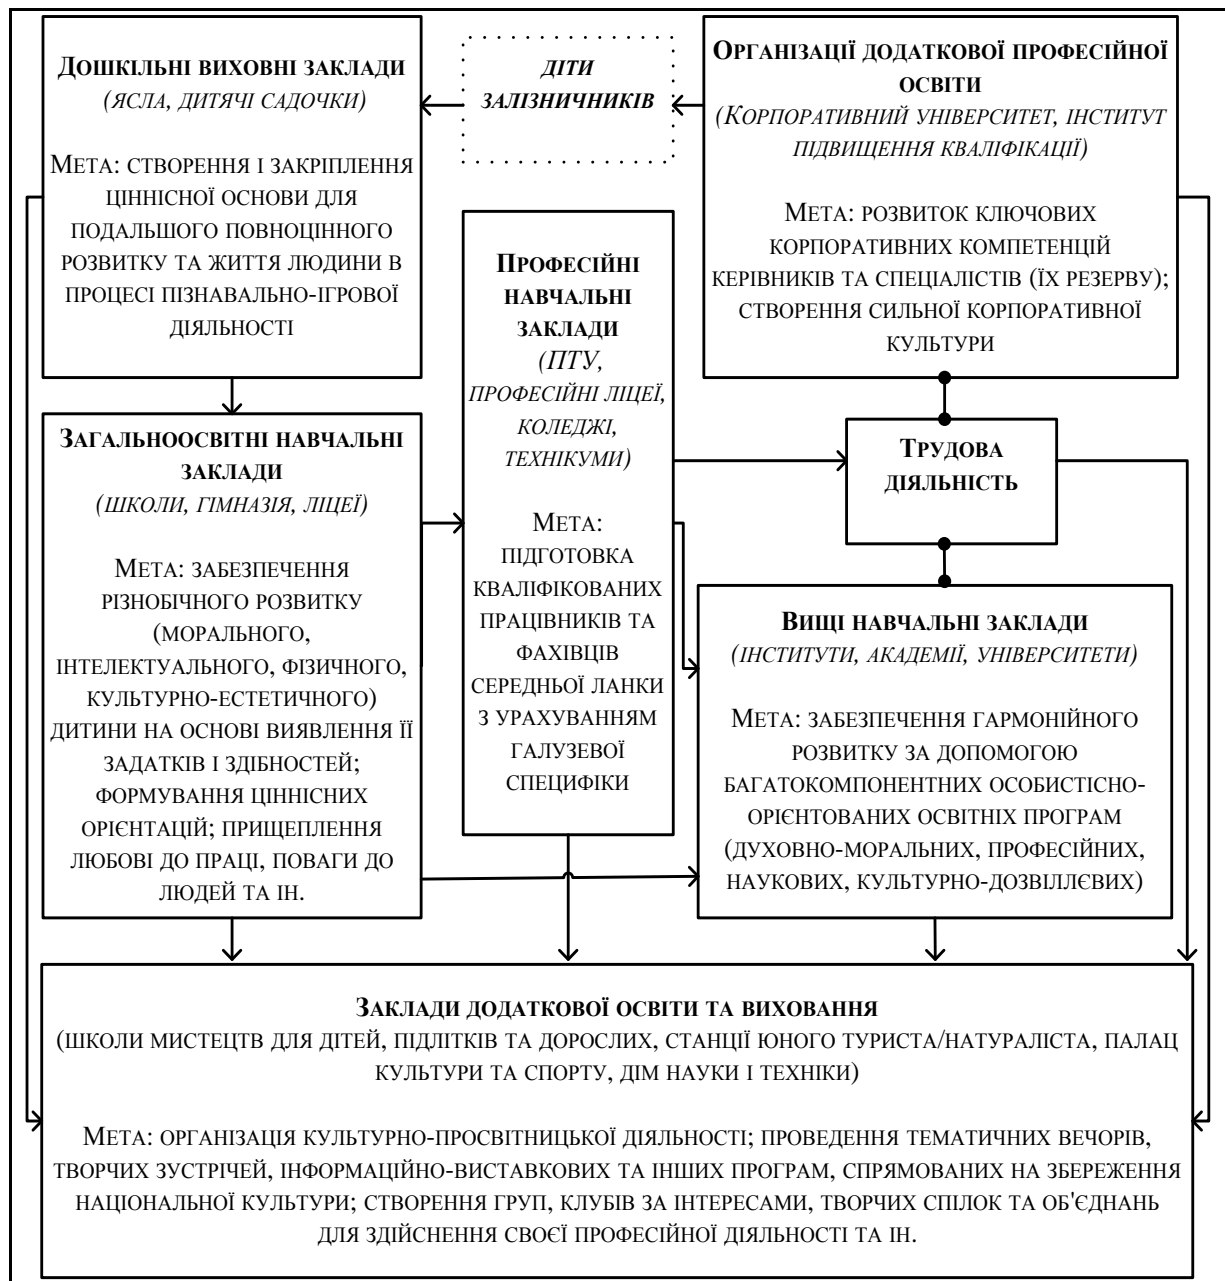 ДОШКІЛЬНІ ВИХОВНІ ЗАКЛАДИ
(ЯСЛА, ДИТЯЧІ САДОЧКИ)
МЕТА: СТВОРЕННЯ І ЗАКРІПЛЕННЯ
ЦІННІСНОЇ ОСНОВИ ДЛЯ
ПОДАЛЬШОГО ПОВНОЦІННОГО
РОЗВИТКУ ТА ЖИТТЯ ЛЮДИНИ В
ПРОЦЕСІ ПІЗНАВАЛЬНО-ІГРОВОЇ
ДІЯЛЬНОСТІ
ДІТИ
ЗАЛІЗНИЧНИКІВ
ОРГАНІЗАЦІЇ ДОДАТКОВОЇ ПРОФЕСІЙНОЇ
ОСВІТИ
(КОРПОРАТИВНИЙ УНІВЕРСИТЕТ, ІНСТИТУТ
ПІДВИЩЕННЯ КВАЛІФІКАЦІЇ)
МЕТА: РОЗВИТОК КЛЮЧОВИХ
КОРПОРАТИВНИХ КОМПЕТЕНЦІЙ
КЕРІВНИКІВ ТА СПЕЦІАЛІСТІВ (ЇХ РЕЗЕРВУ);
СТВОРЕННЯ СИЛЬНОЇ КОРПОРАТИВНОЇ
КУЛЬТУРИ
ЗАГАЛЬНООСВІТНІ НАВЧАЛЬНІ
ЗАКЛАДИ
(ШКОЛИ, ГІМНАЗІЯ, ЛІЦЕЇ)
МЕТА: ЗАБЕЗПЕЧЕННЯ
РІЗНОБІЧНОГО РОЗВИТКУ
(МОРАЛЬНОГО,
ІНТЕЛЕКТУАЛЬНОГО, ФІЗИЧНОГО,
КУЛЬТУРНО-ЕСТЕТИЧНОГО)
ДИТИНИ НА ОСНОВІ ВИЯВЛЕННЯ ЇЇ
ЗАДАТКІВ І ЗДІБНОСТЕЙ;
ФОРМУВАННЯ ЦІННІСНИХ
ОРІЄНТАЦІЙ; ПРИЩЕПЛЕННЯ
ЛЮБОВІ ДО ПРАЦІ, ПОВАГИ ДО
ЛЮДЕЙ ТА ІН.
ПРОФЕСІЙНІ
НАВЧАЛЬНІ
ЗАКЛАДИ
(ПТУ,
ПРОФЕСІЙНІ ЛІЦЕЇ,
КОЛЕДЖІ,
ТЕХНІКУМИ)
МЕТА:
ПІДГОТОВКА
КВАЛІФІКОВАНИХ
ПРАЦІВНИКІВ ТА
ФАХІВЦІВ
СЕРЕДНЬОЇ ЛАНКИ
З УРАХУВАННЯМ
ГАЛУЗЕВОЇ
СПЕЦИФІКИ
ТРУДОВА
ДІЯЛЬНІСТЬ
ВИЩІ НАВЧАЛЬНІ ЗАКЛАДИ
(ІНСТИТУТИ, АКАДЕМІЇ, УНІВЕРСИТЕТИ)
МЕТА: ЗАБЕЗПЕЧЕННЯ ГАРМОНІЙНОГО
РОЗВИТКУ ЗА ДОПОМОГОЮ
БАГАТОКОМПОНЕНТНИХ ОСОБИСТІСНО-
ОРІЄНТОВАНИХ ОСВІТНІХ ПРОГРАМ
(ДУХОВНО-МОРАЛЬНИХ, ПРОФЕСІЙНИХ,
НАУКОВИХ, КУЛЬТУРНО-ДОЗВІЛЛЄВИХ)
ЗАКЛАДИ ДОДАТКОВОЇ ОСВІТИ ТА ВИХОВАННЯ
(ШКОЛИ МИСТЕЦТВ ДЛЯ ДІТЕЙ, ПІДЛІТКІВ ТА ДОРОСЛИХ, СТАНЦІЇ ЮНОГО ТУРИСТА/НАТУРАЛІСТА, ПАЛАЦ
КУЛЬТУРИ ТА СПОРТУ, ДІМ НАУКИ І ТЕХНІКИ)
МЕТА: ОРГАНІЗАЦІЯ КУЛЬТУРНО-ПРОСВІТНИЦЬКОЇ ДІЯЛЬНОСТІ; ПРОВЕДЕННЯ ТЕМАТИЧНИХ ВЕЧОРІВ,
ТВОРЧИХ ЗУСТРІЧЕЙ, ІНФОРМАЦІЙНО-ВИСТАВКОВИХ ТА ІНШИХ ПРОГРАМ, СПРЯМОВАНИХ НА ЗБЕРЕЖЕННЯ
НАЦІОНАЛЬНОЇ КУЛЬТУРИ; СТВОРЕННЯ ГРУП, КЛУБІВ ЗА ІНТЕРЕСАМИ, ТВОРЧИХ СПІЛОК ТА ОБ'ЄДНАНЬ
ДЛЯ ЗДІЙСНЕННЯ СВОЄЇ ПРОФЕСІЙНОЇ ДІЯЛЬНОСТІ ТА ІН.